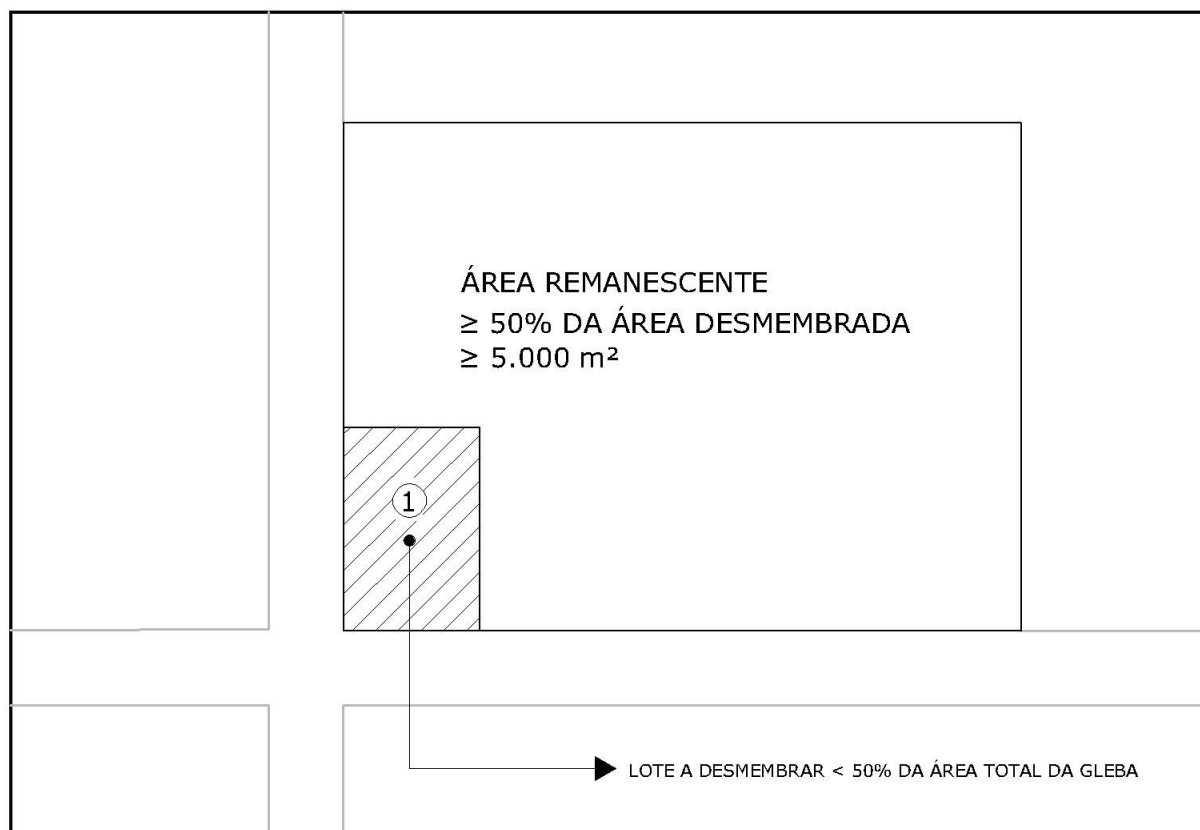 ÁREA REMANESCENTE
≥ 50% DA ÁREA DESMEMBRADA
≥ 5.000 m²
1
LOTE A DESMEMBRAR < 50% DA ÁREA TOTAL DA GLEBA